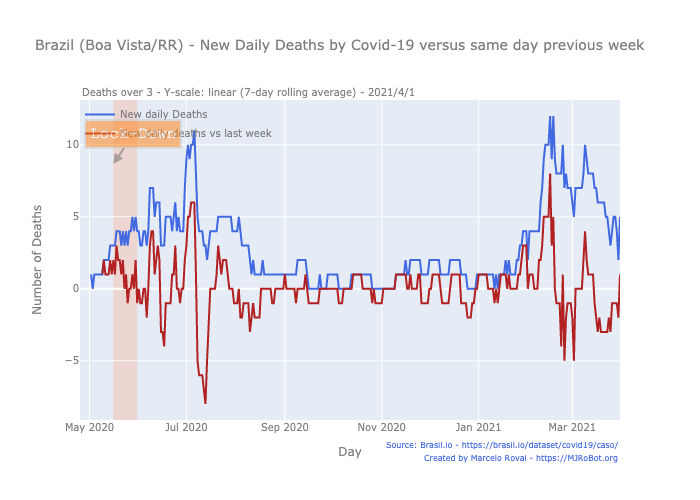 Brazil (Boa Vista/RR) - New Daily Deaths by Covid-19 versus same day previous week
Deaths over 3 - Y-scale: linear (7-day rolling average) - 2021/4/1
New daily Deaths
Lock Down
New daily deaths vs last week
10
5
0
−5
Number of Deaths
May 2020
Jul 2020
Sep 2020
Nov 2020
Jan 2021
Mar 2021
Day
Source: Brasil.io - https://brasil.io/dataset/covid19/caso/
Created by Marcelo Rovai - https://MJRoBot.org